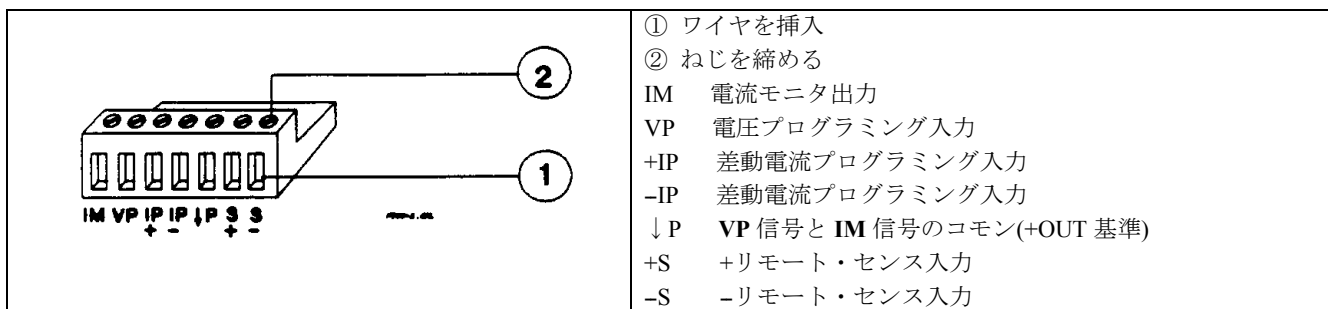 ②
①
IM VP IP IP ↓P S S
+ − + −
① ワイヤを挿入
② ねじを締める
IM 電流モニタ出力
VP 電圧プログラミング入力
+IP 差動電流プログラミング入力
–IP 差動電流プログラミング入力
↓P VP 信号と IM 信号のコモン(+OUT 基準)
+S +リモート・センス入力
–S –リモート・センス入力